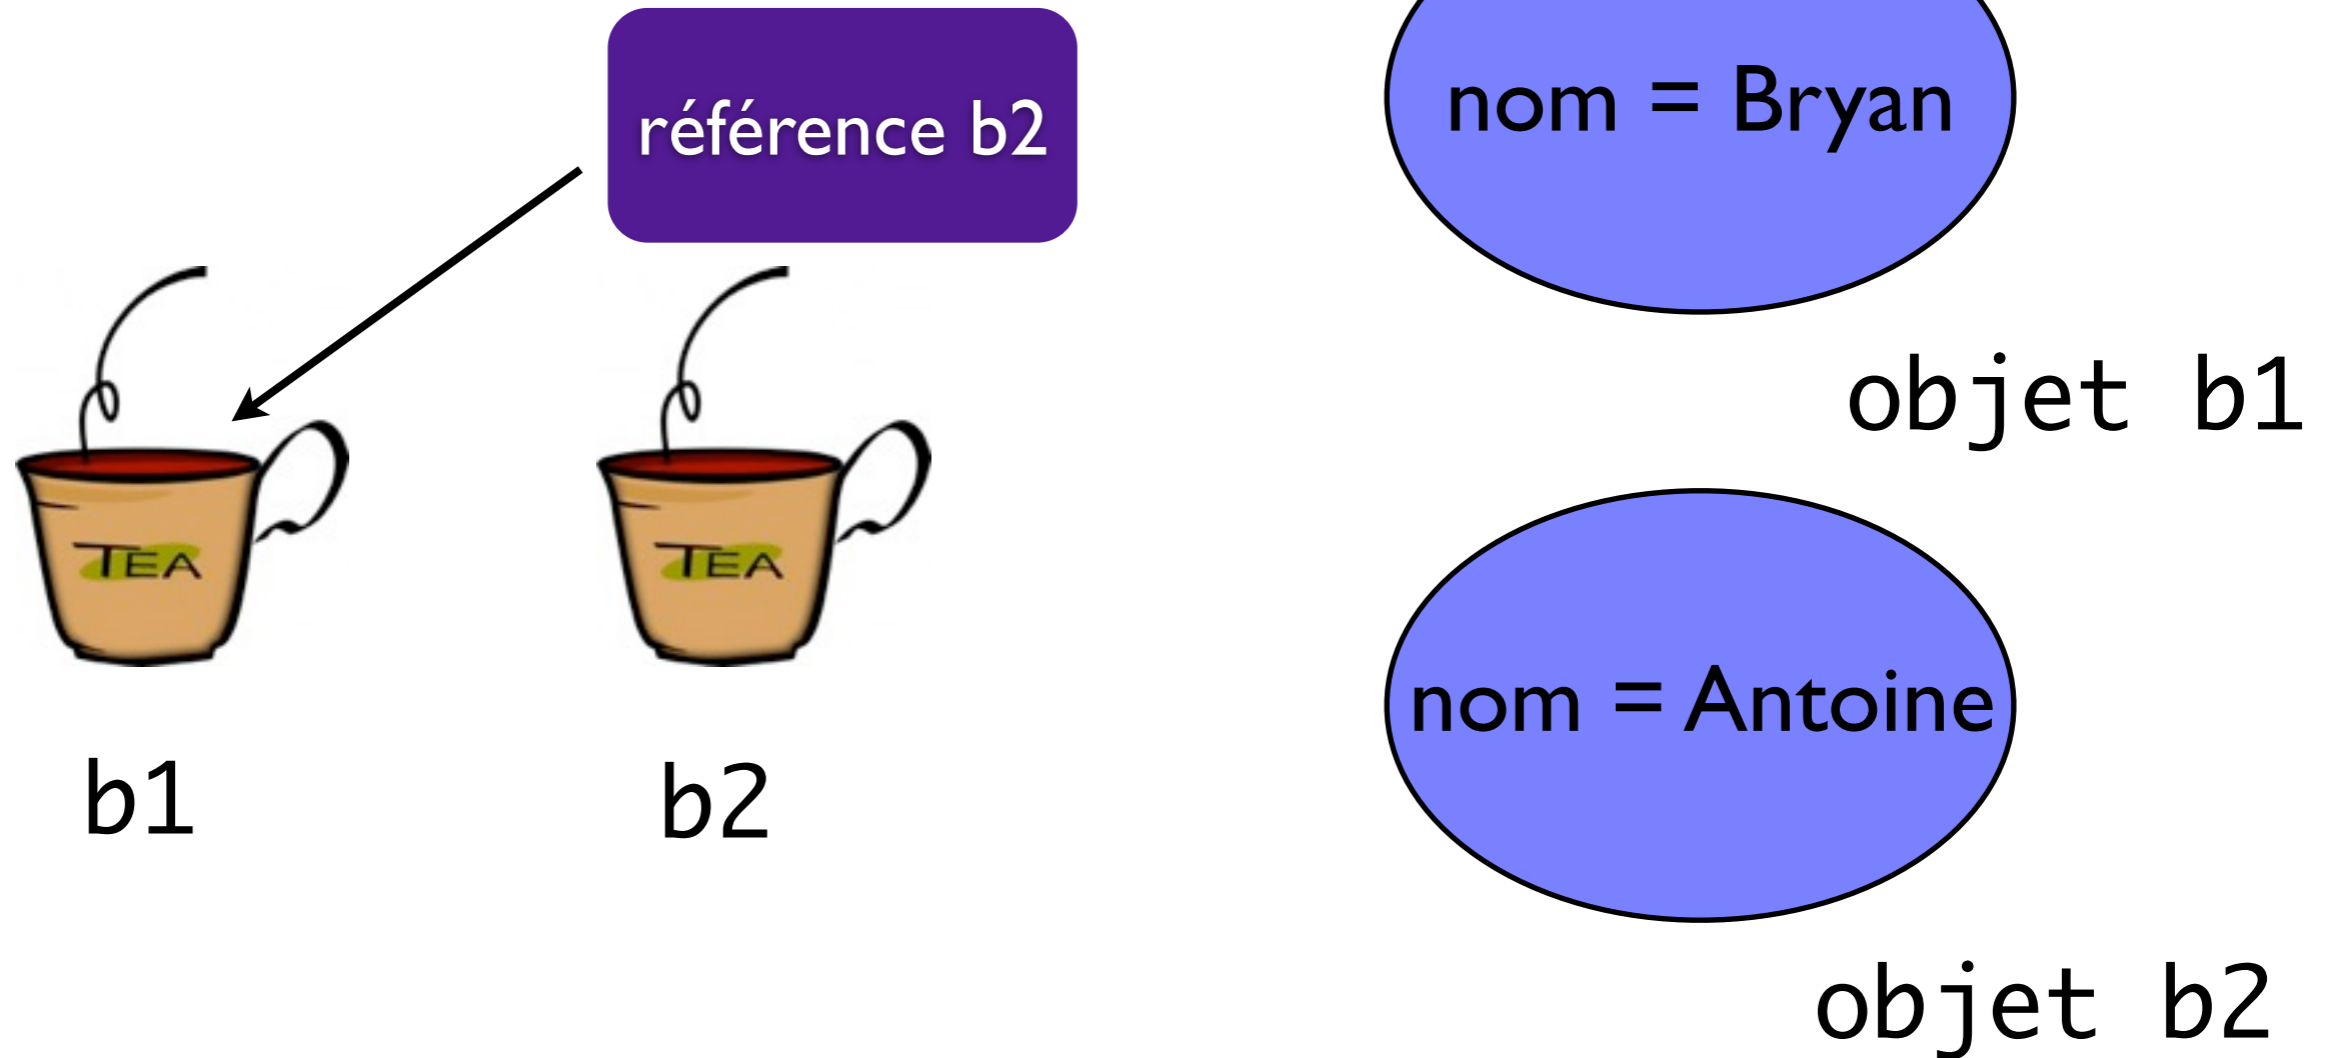 référence b2
nom = Bryan
objet b1
TEA
TEA
nom = Antoine
b1
b2
objet b2